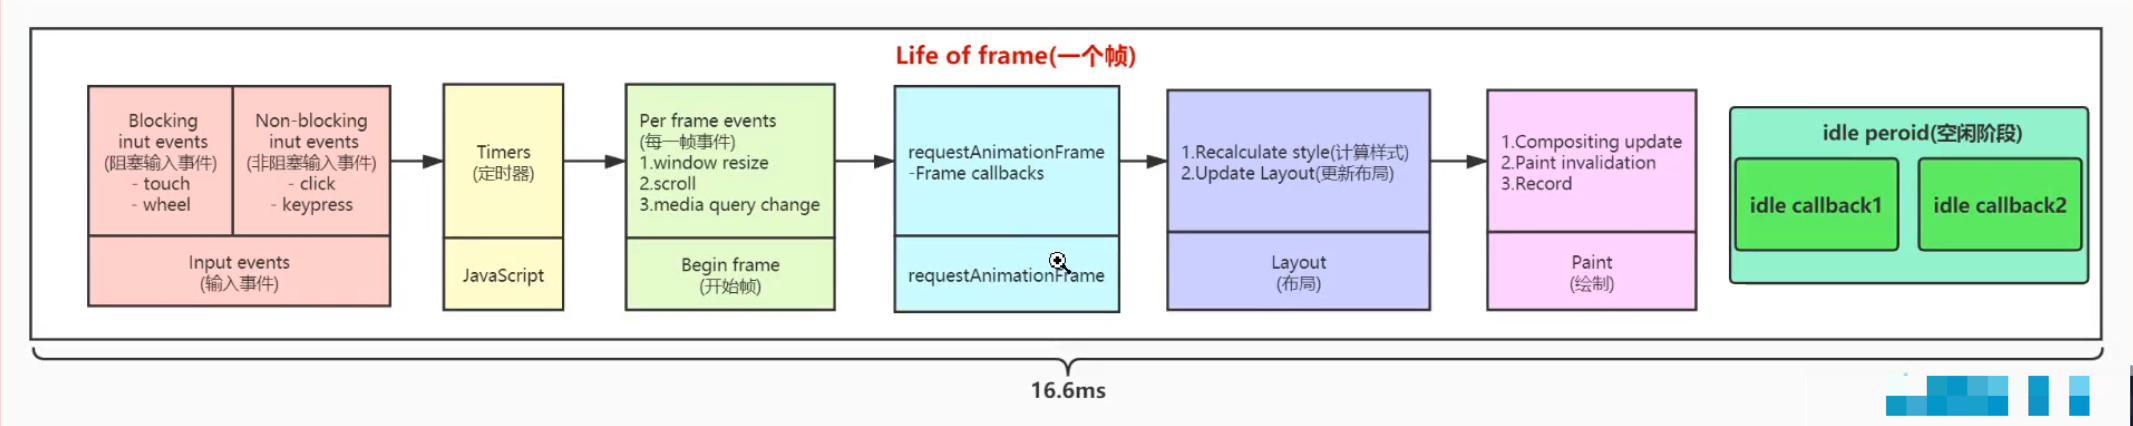 Life of frame(一个帧)
Blocking
inut events
(阻塞输入事件)
- touch
- wheel
Non-blocking
inut events
(非阻塞输入事件)
- click
- keypress
Input events
(输入事件)
Timers
(定时器)
JavaScript
Per frame events
(每一帧事件)
1.window resize
2.scroll
3.media query change
Begin frame
(开始帧)
requestAnimationFrame
-Frame callbacks
requestAnimationFrame
1.Recalculate style(计算样式)
2.Update Layout(更新布局)
Layout
(布局)
1.Compositing update
2.Paint invalidation
3.Record
Paint
(绘制)
idle peroid(空闲阶段)
idle callback1
idle callback2
16.6ms